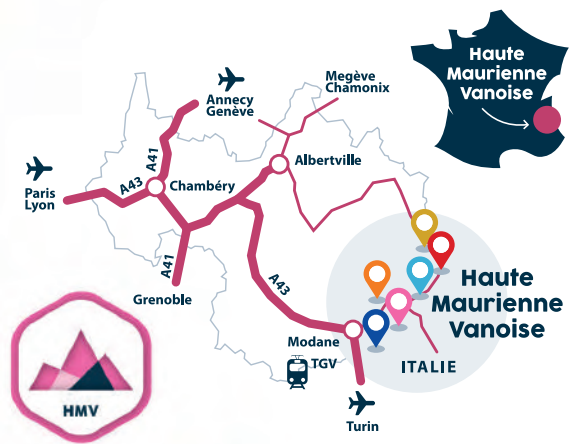 Haute
Maurienne
Vanoise
Megève
Chamonix
Annecy
Genève
A41
Albertville
Paris
Lyon
A43
Chambéry
A41
Grenoble
A43
Haute
Maurienne
Vanoise
Modane
TGV
ITALIE
Turin
HMV